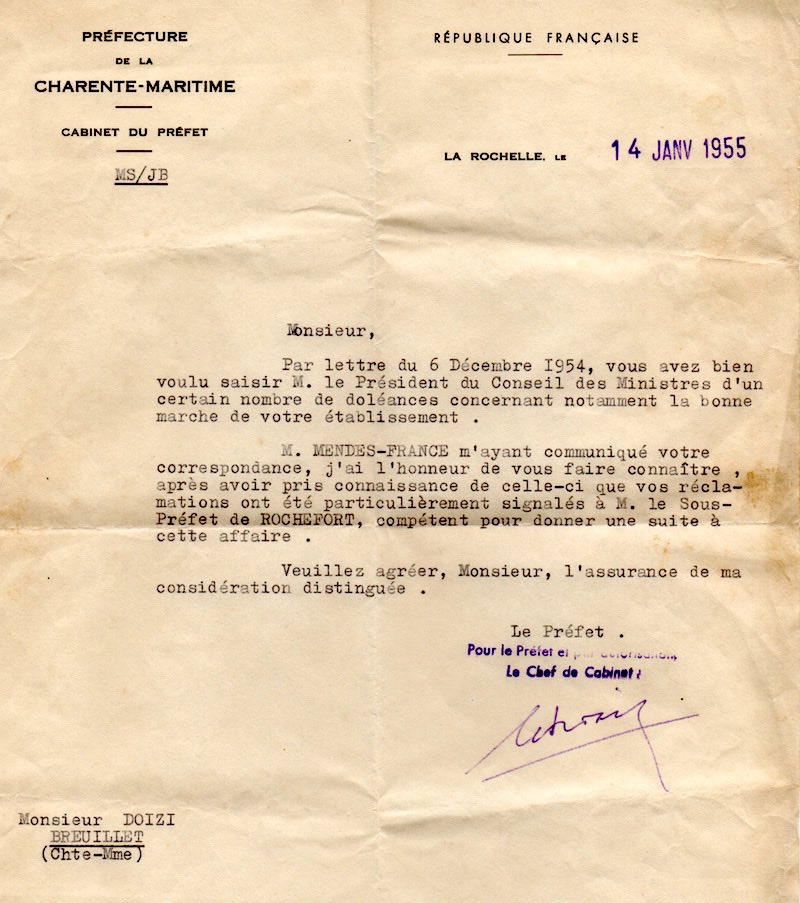 PRÉFECTURE
DE LA
CHARENTE-MARITIME
CABINET DU PRÉFET
MS/JB
RÉPUBLIQUE FRANÇAISE
LA ROCHELLE, LE 14 JANV 1955
Monsieur,
Par lettre du 6 Décembre I954, vous avez bien
voulu saisir M. le Président du Conseil des Ministres d'un
certain nombre de doléances concernant notamment la bonne
marche de votre établissement .
M. MENDES-FRANCE m'ayant communiqué votre
correspondance, j'ai l'honneur de vous faire connaître ,
après avoir pris connaissance de celle-ci que vos récla-
mations ont été particulièrement signalés à M. le Sous-
Préfet de ROCHEFORT, compétent pour donner une suite à
cette affaire .
Veuillez agréer, Monsieur, l'assurance de ma
considération distinguée .
Le Préfet .
Pour le Préfet et par autorisation,
Le Chef de Cabinet :
Monsieur DOIZI
BREUILLET
(Chte-Mme)